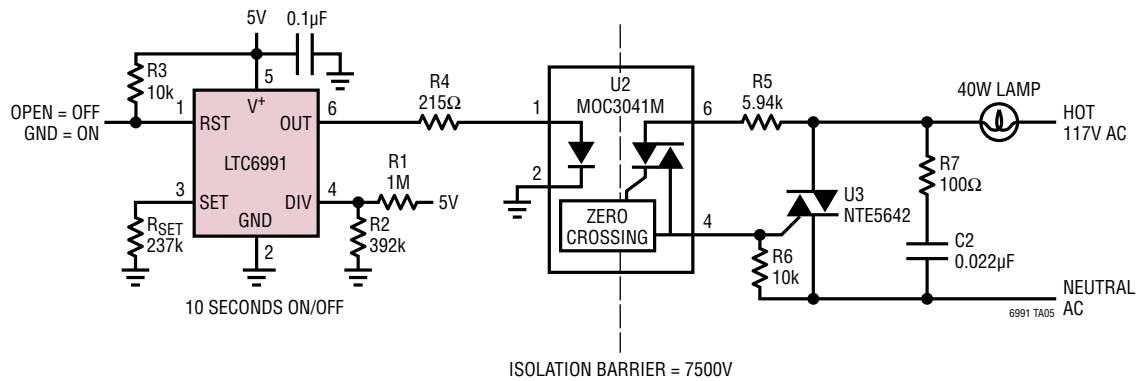 5V
0.1µF
R3
10k
OPEN = OFF
GND = ON
1
RST
5
V+
6
OUT
LTC6991
3
SET
4
DIV
GND
2
RSET
237k
R1
1M
5V
R2
392k
10 SECONDS ON/OFF
R4
215Ω
1
2
U2
MOC3041M
6
4
ZERO
CROSSING
ISOLATION BARRIER = 7500V
R5
5.94k
R6
10k
U3
NTE5642
40W LAMP
HOT
117V AC
R7
100Ω
C2
0.022µF
NEUTRAL
AC
6991 TA05